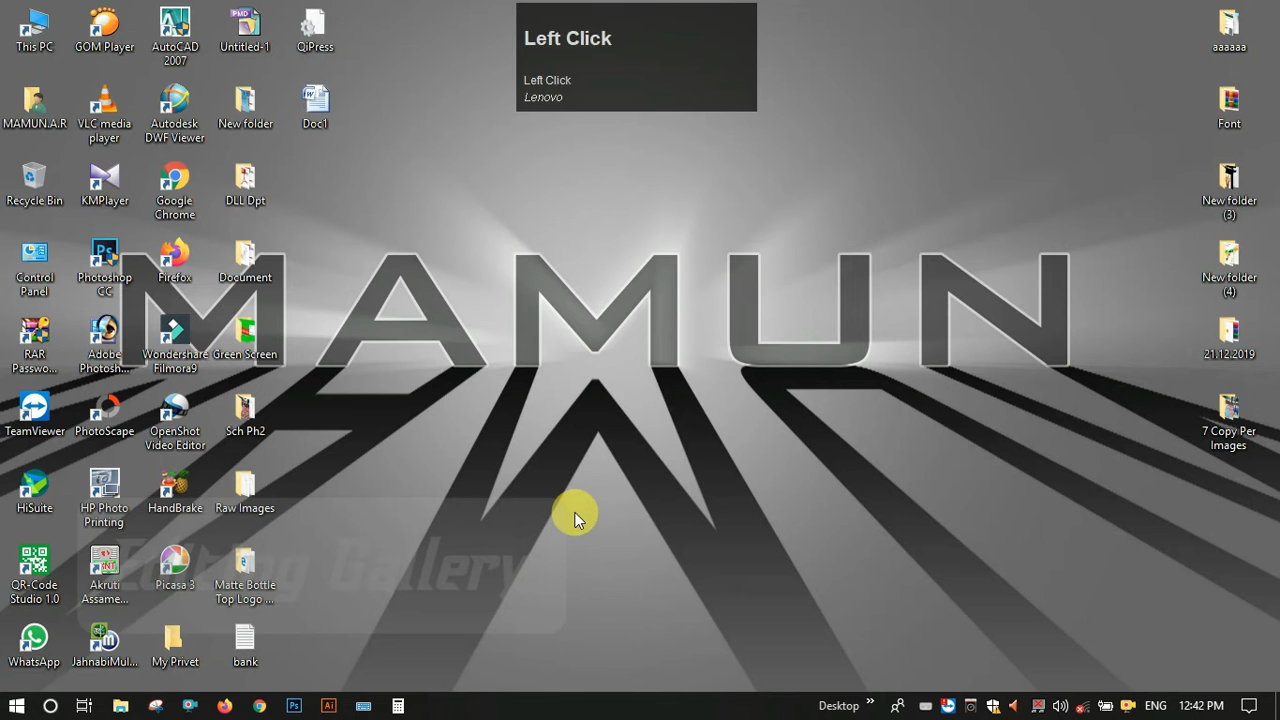 Left Click
Left Click
Lenovo
This PC
GOM Player
AutoCAD
2007
Untitled-1
QiPress
MAMUN.A.R
VLC media
player
Autodesk
DWF Viewer
New folder
Doc1
Recycle Bin
KMPlayer
Google
Chrome
DLL Dpt
Control
Panel
Photoshop
CC
Firefox
Document
RAR
Passwo...
Adobe
Photosh...
Wondershare
Filmora9
Green Screen
TeamViewer
PhotoScape
OpenShot
Video Editor
Sch Ph2
HiSuite
HP Photo
Printing
HandBrake
Raw Images
QR-Code
Studio 1.0
Akruti
Assame...
Picasa 3
Matte Bottle
Top Logo ...
WhatsApp
JahnabiMul...
My Privet
bank
aaaaaa
Font
New folder
(3)
New folder
(4)
21.12.2019
7 Copy Per
Images
MAMUN
Editing Gallery
Desktop
ENG
12:42 PM